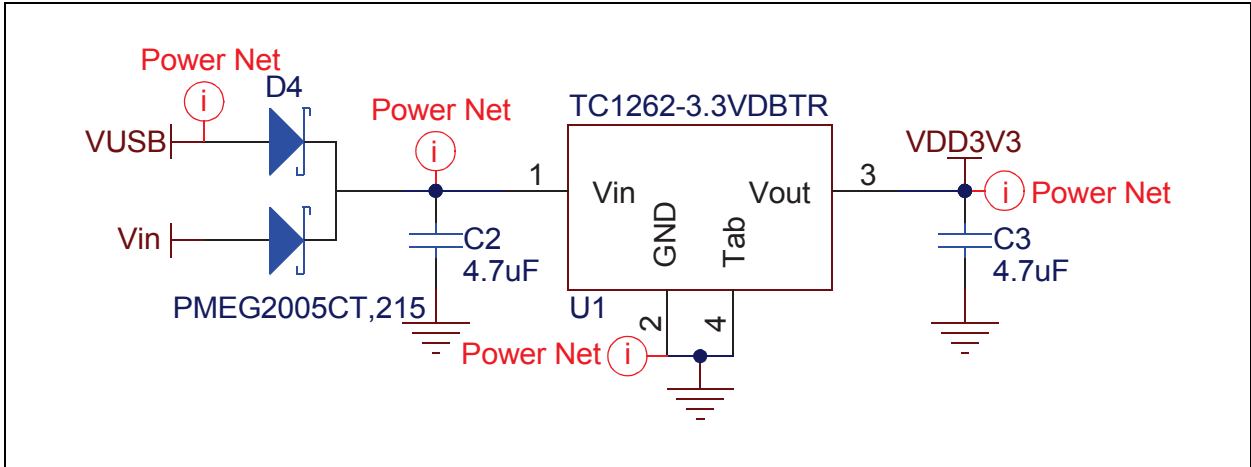 Power Net
D4
i
VUSB
Power Net
i
TC1262-3.3VDBTR
VDD3V3
1
Vin
GND
Tab
Vout
3
i Power Net
Vin
C2
4.7uF
C3
4.7uF
PMEG2005CT,215
U1
2
4
Power Net i